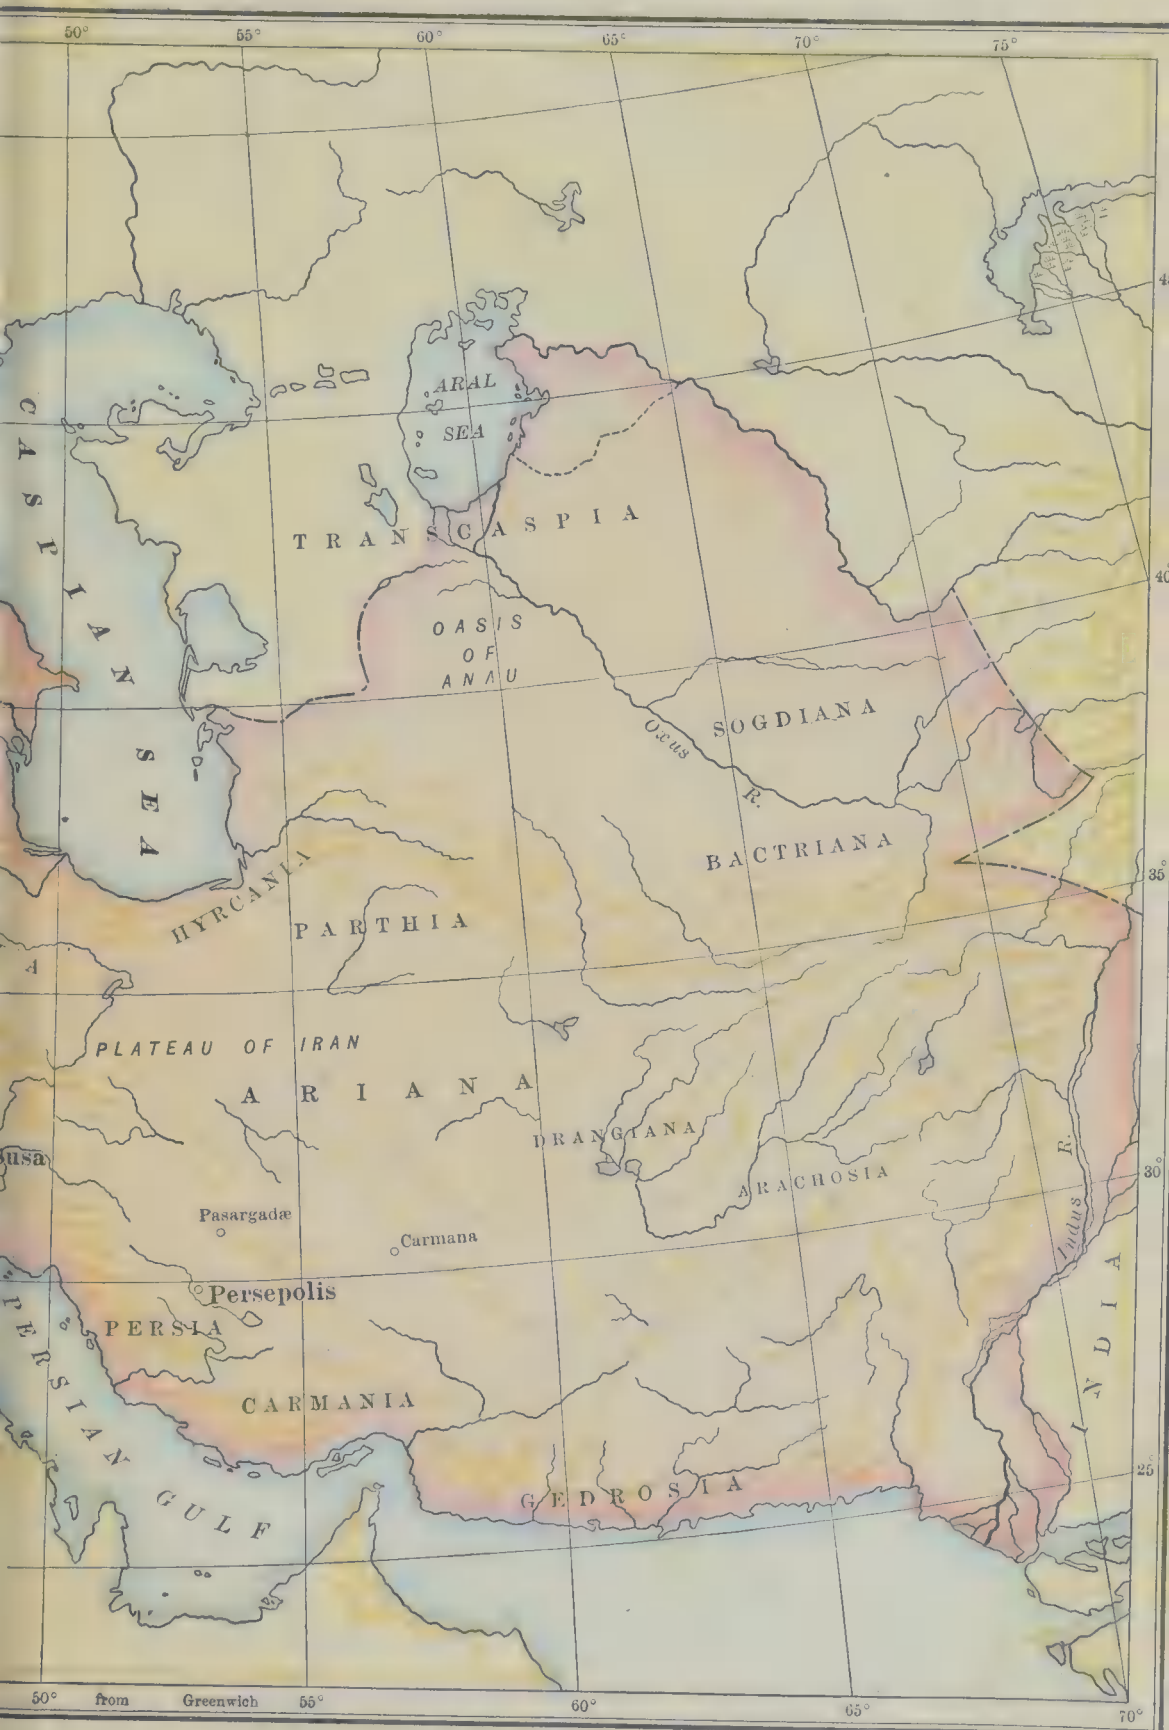 50° 55° 60° 65° 70° 75°
ARAL
SEA
CASPIAN SEA
TRANSCASPIA
40°
OASIS
OF
ANAU
SOGDIANA
Oxus R.
BACTRIANA
35°
HYRCANIA
PARTHIA
A
PLATEAU OF IRAN
ARIANA
DRANGIANA
Susa
ARACHOSIA
30°
Indus R.
Pasargadæ
Carmana
Persepolis
PERSIA
INDIA
CARMANIA
PERSIAN GULF
GEDROSIA
25°
50° from Greenwich 55° 60° 65° 70°